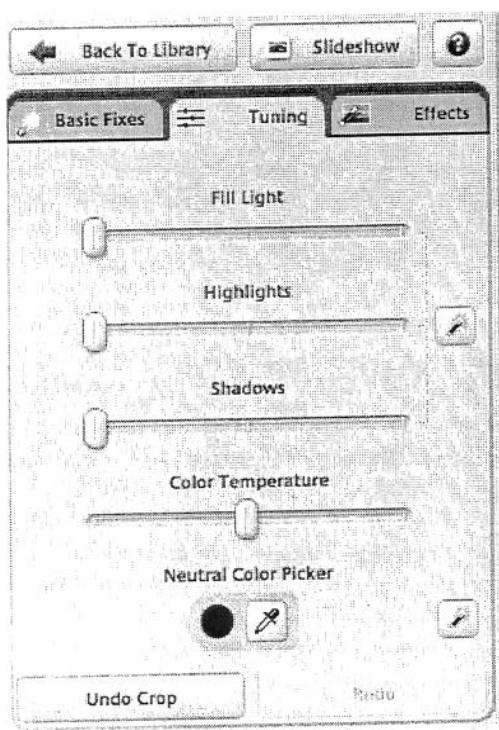 Back To Library Slideshow ?
Basic Fixes Tuning Effects
Fill Light
Highlights
Shadows
Color Temperature
Neutral Color Picker
Undo Crop Redo